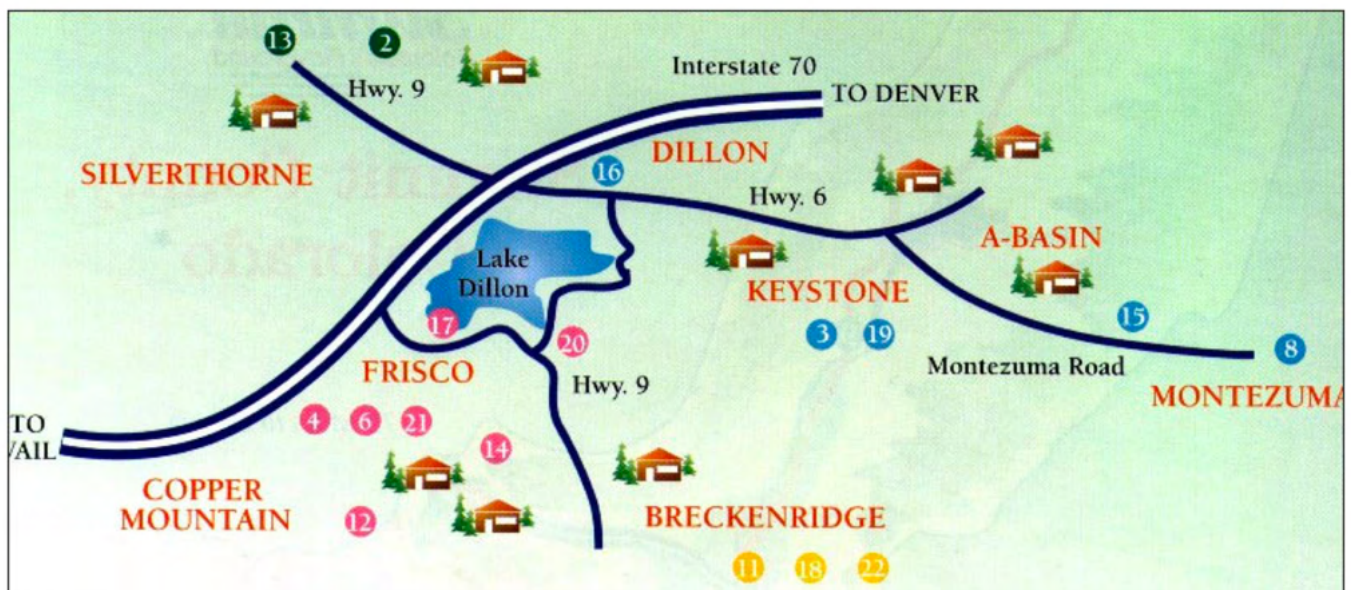 13
2
Hwy. 9
Interstate 70
TO DENVER
SILVERTHORNE
DILLON
16
Hwy. 6
A-BASIN
Lake
Dillon
KEYSTONE
17
20
3
19
15
8
FRISCO
Hwy. 9
Montezuma Road
MONTEZUMA
4
6
21
14
TO
VAIL
COPPER
MOUNTAIN
12
BRECKENRIDGE
11
18
22